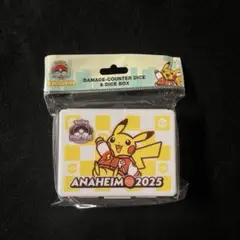 DAMAGE-COUNTER DICE
& DICE BOX
ANAHEIM 2025